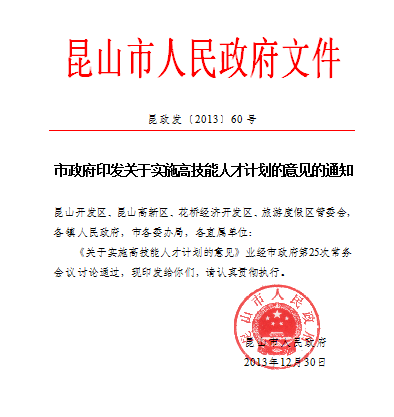 昆山市人民政府文件
昆政发〔2013〕60号
市政府印发关于实施高技能人才计划的意见的通知
昆山开发区、昆山高新区、花桥经济开发区、旅游度假区管委会，
各镇人民政府，市各委办局，各直属单位：
《关于实施高技能人才计划的意见》业经市政府第25次常务
会议讨论通过，现印发给你们，请认真贯彻执行。
昆山市人民政府
昆山市人民政府
2013年12月30日